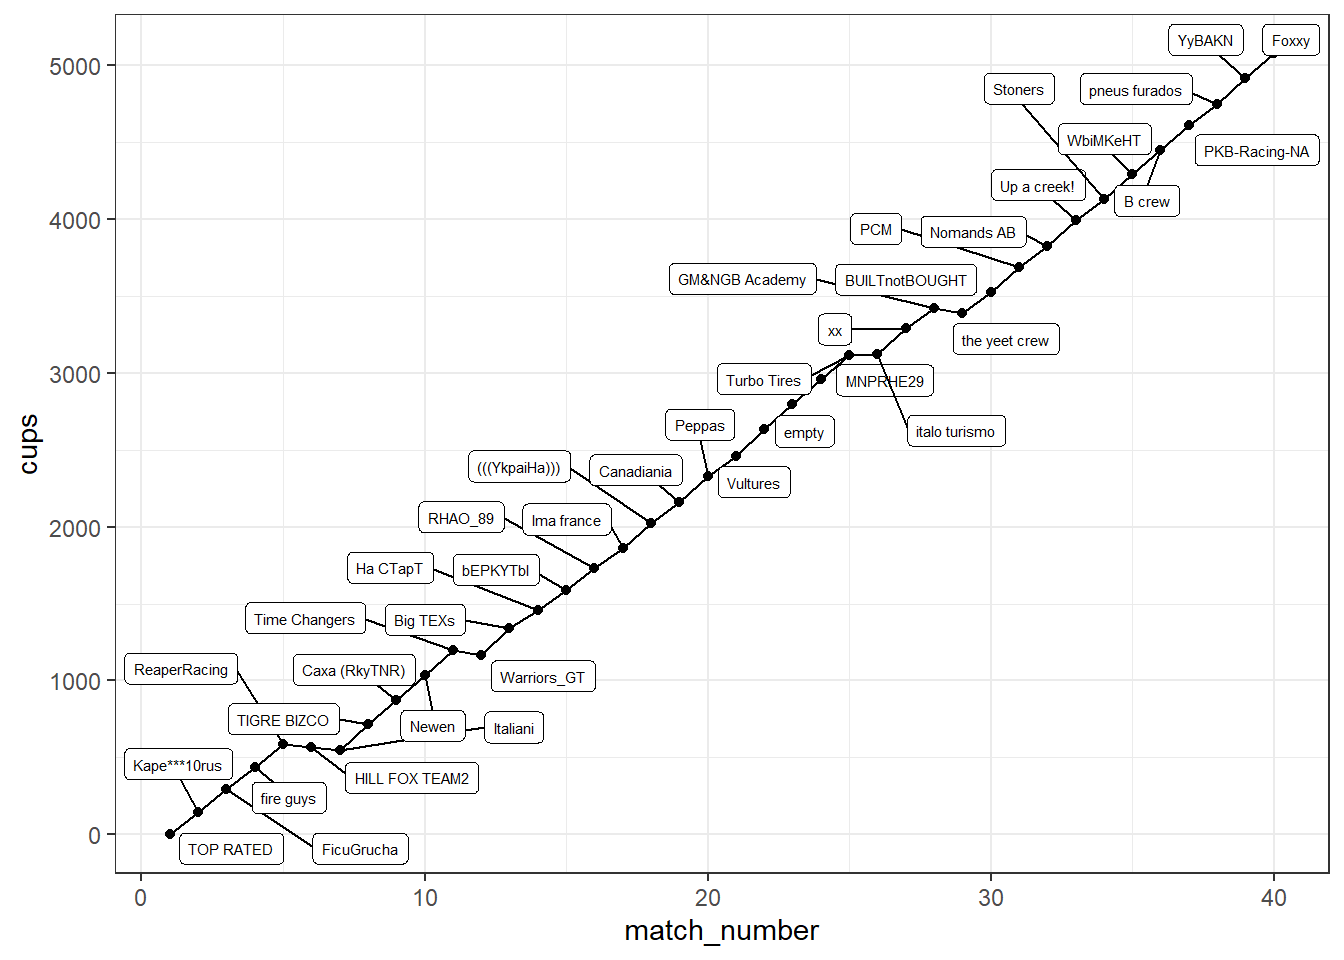 YyBAKN
Foxxy
5000
Stoners
pneus furados
WbiMKeHT
PKB-Racing-NA
Up a creek!
B crew
4000
PCM
Nomands AB
GM&NGB Academy
BUILTnotBOUGHT
xx
the yeet crew
3000
Turbo Tires
MNPRHE29
Peppas
empty
italo turismo
(((YkpaiHa)))
Canadiania
Vultures
2000
RHAO_89
Ima france
Ha CTapT
bEPKYTbl
Time Changers
Big TEXs
ReaperRacing
Caxa (RkyTNR)
Warriors_GT
1000
TIGRE BIZCO
Newen
Italiani
Kape***10rus
HILL FOX TEAM2
fire guys
0
TOP RATED
FicuGrucha
0
10
20
30
40
match_number
cups